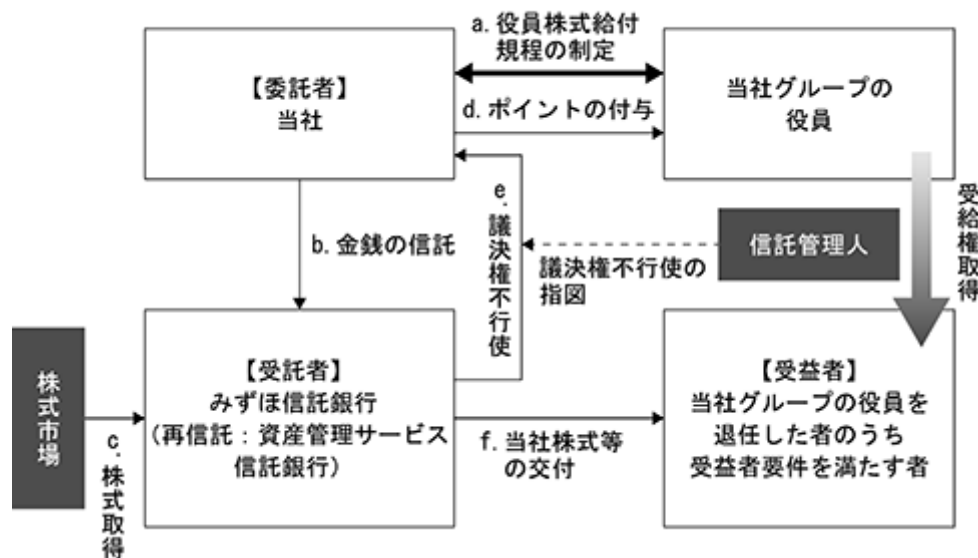 a. 役員株式給付
規程の制定
【委託者】
当社
当社グループの
役員
d. ポイントの付与
e. 議決権不行使
受給権取得
b. 金銭の信託
信託管理人
議決権不行使の
指図
株式市場
c. 株式取得
【受託者】
みずほ信託銀行
(再信託:資産管理サービス
信託銀行)
f. 当社株式等
の交付
【受益者】
当社グループの役員を
退任した者のうち
受益者要件を満たす者